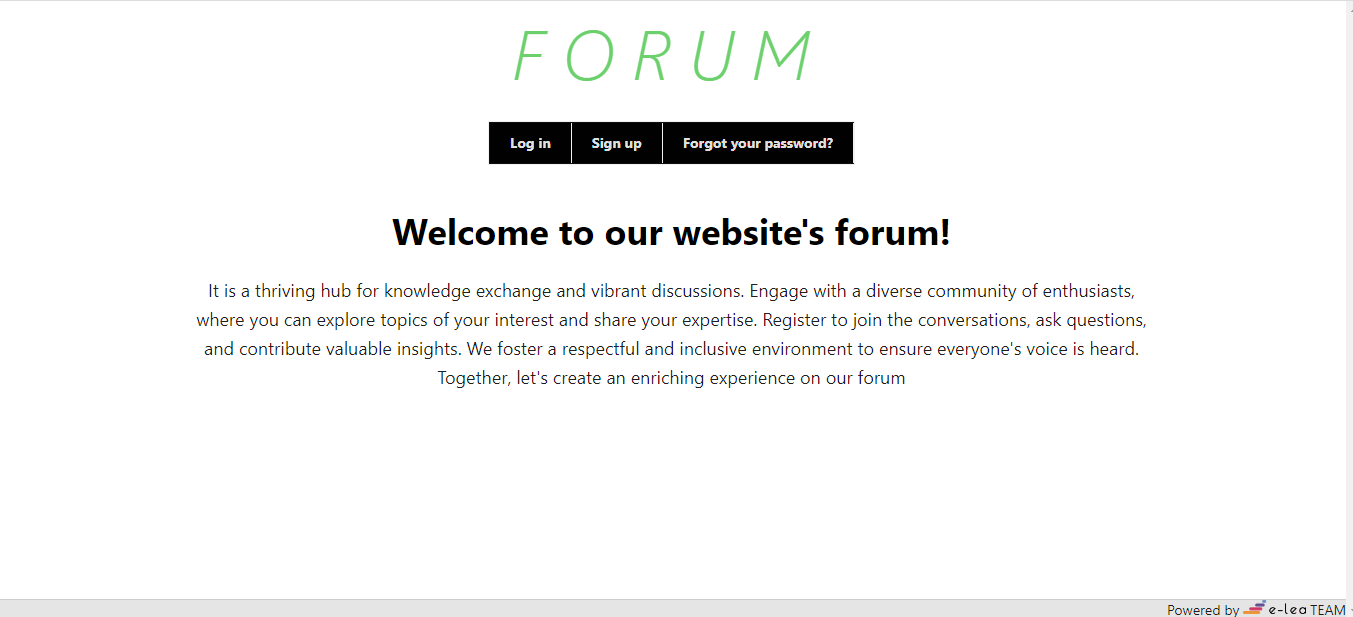 FORUM
Log in Sign up Forgot your password?
Welcome to our website's forum!
It is a thriving hub for knowledge exchange and vibrant discussions. Engage with a diverse community of enthusiasts,
where you can explore topics of your interest and share your expertise. Register to join the conversations, ask questions,
and contribute valuable insights. We foster a respectful and inclusive environment to ensure everyone's voice is heard.
Together, let's create an enriching experience on our forum
Powered by e-lea TEAM